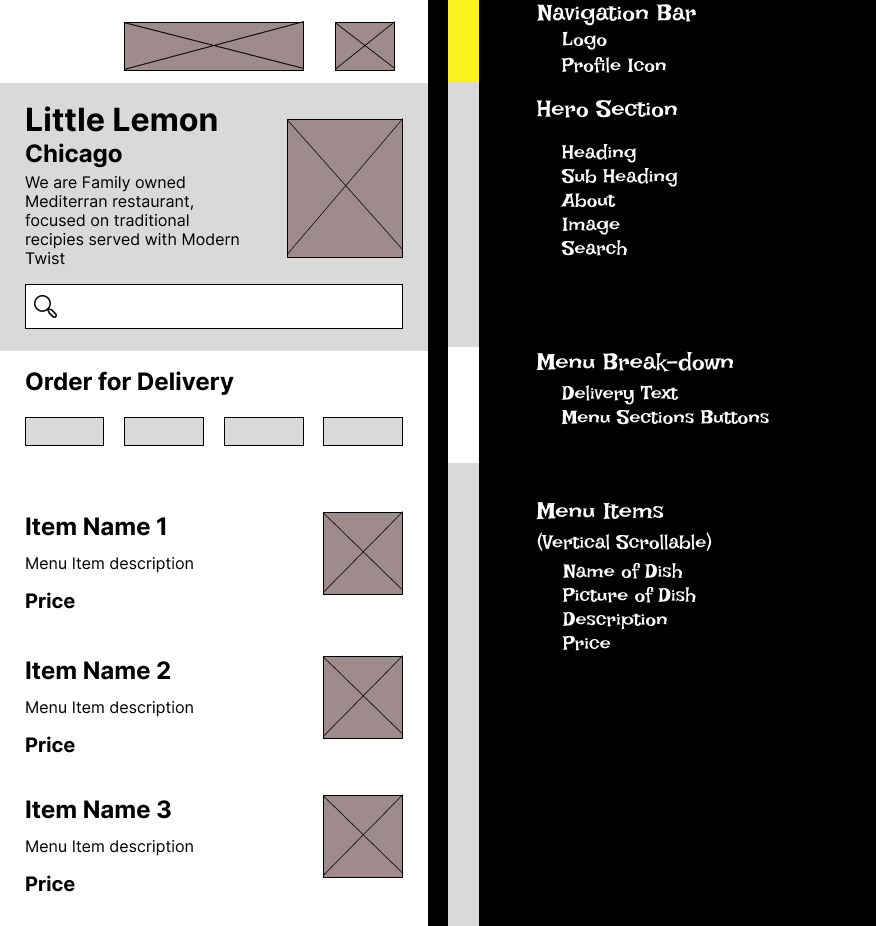 Little Lemon
Chicago
We are Family owned
Mediterran restaurant,
focused on traditional
recipies served with Modern
Twist
Order for Delivery
Item Name 1
Menu Item description
Price
Item Name 2
Menu Item description
Price
Item Name 3
Menu Item description
Price
Navigation Bar
Logo
Profile Icon
Hero Section
Heading
Sub Heading
About
Image
Search
Menu Break-down
Delivery Text
Menu Sections Buttons
Menu Items
(Vertical Scrollable)
Name of Dish
Picture of Dish
Description
Price